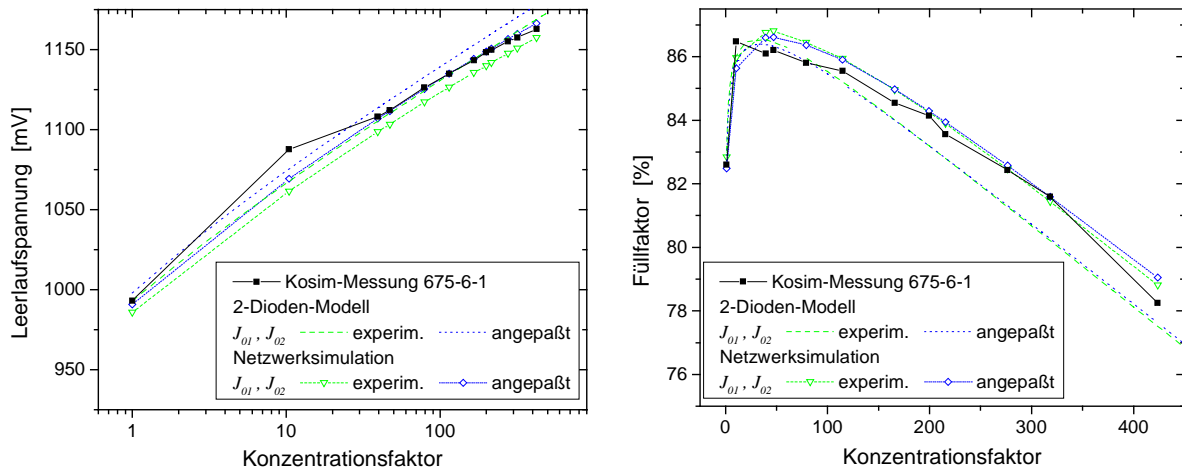 1150
1100
1050
1000
950
1
10
100
Leerlaufspannung [mV]
Konzentrationsfaktor
Kosim-Messung 675-6-1
2-Dioden-Modell
J01 , J02 experim. angepaßt
Netzwerksimulation
J01 , J02 experim. angepaßt
86
84
82
80
78
76
0
100
200
300
400
Füllfaktor [%]
Konzentrationsfaktor
Kosim-Messung 675-6-1
2-Dioden-Modell
J01 , J02 experim. angepaßt
Netzwerksimulation
J01 , J02 experim. angepaßt